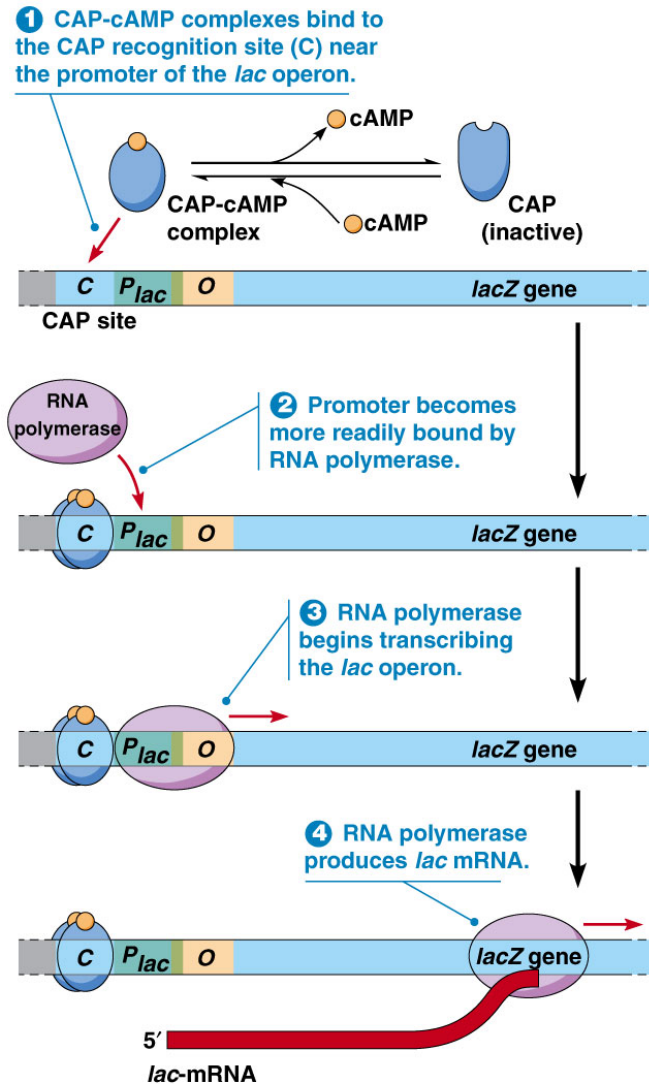 1 CAP-cAMP complexes bind to
the CAP recognition site (C) near
the promoter of the lac operon.
cAMP
CAP-cAMP
complex
cAMP
CAP
(inactive)
C Plac O lacZ gene
CAP site
RNA
polymerase
2 Promoter becomes
more readily bound by
RNA polymerase.
C Plac O lacZ gene
3 RNA polymerase
begins transcribing
the lac operon.
C Plac O lacZ gene
4 RNA polymerase
produces lac mRNA.
C Plac O lacZ gene
5′
lac-mRNA